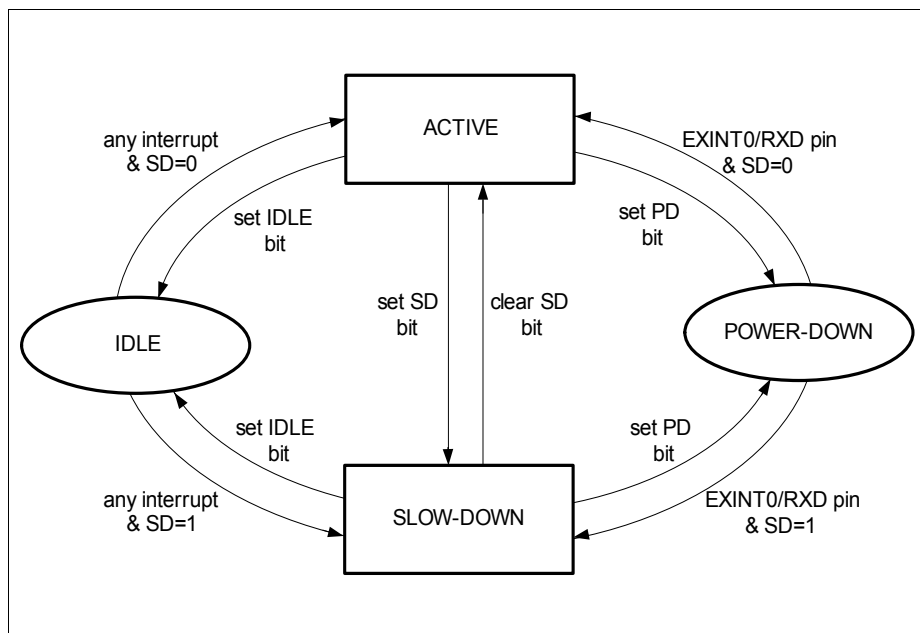 ACTIVE
any interrupt
& SD=0
EXINT0/RXD pin
& SD=0
set IDLE
bit
set PD
bit
set SD
bit
clear SD
bit
IDLE
POWER-DOWN
set IDLE
bit
set PD
bit
any interrupt
& SD=1
SLOW-DOWN
EXINT0/RXD pin
& SD=1